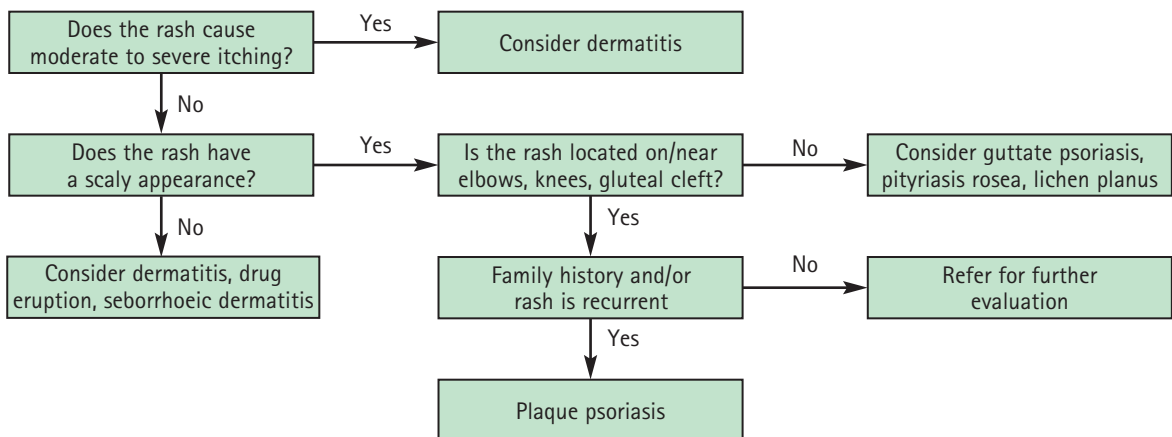 Does the rash cause
moderate to severe itching?
Yes
Consider dermatitis
No
Does the rash have
a scaly appearance?
Yes
Is the rash located on/near
elbows, knees, gluteal cleft?
No
Consider guttate psoriasis,
pityriasis rosea, lichen planus
No
Consider dermatitis, drug
eruption, seborrhoeic dermatitis
Yes
Family history and/or
rash is recurrent
No
Refer for further
evaluation
Yes
Plaque psoriasis